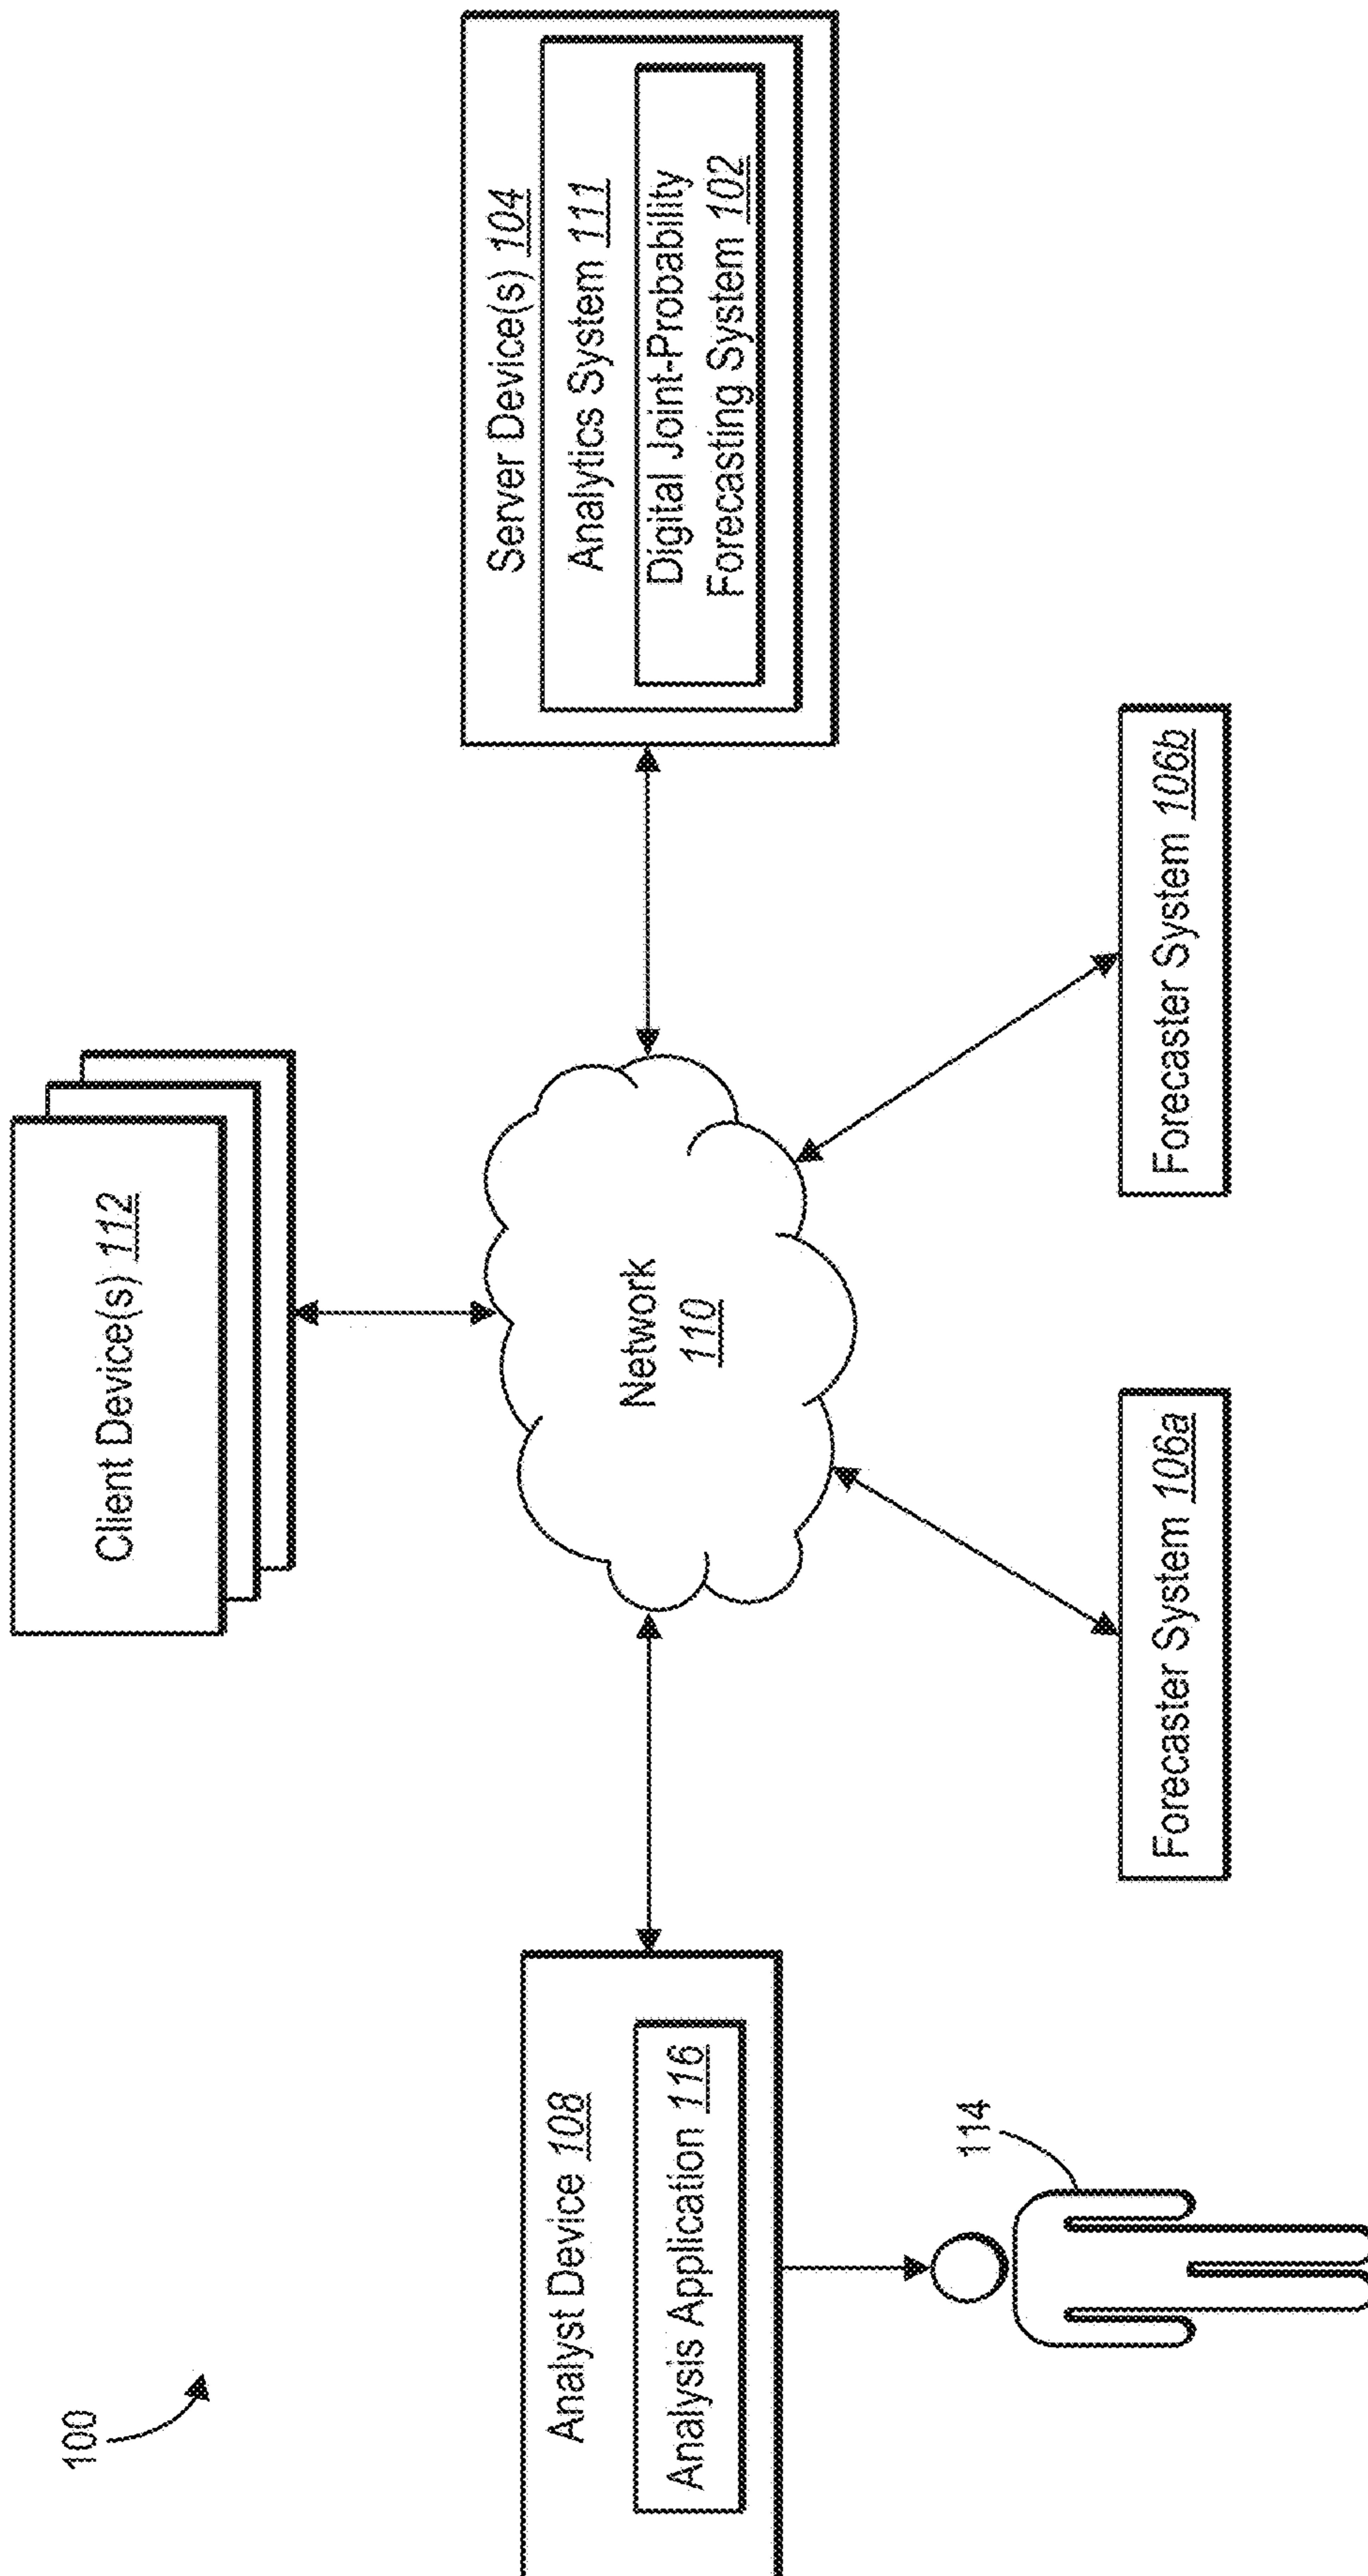 100
Client Device(s) 112
Server Device(s) 104
Analytics System 111
Digital Joint-Probability
Forecasting System 102
Network
110
Analyst Device 108
Analysis Application 116
114
Forecaster System 106a
Forecaster System 106b